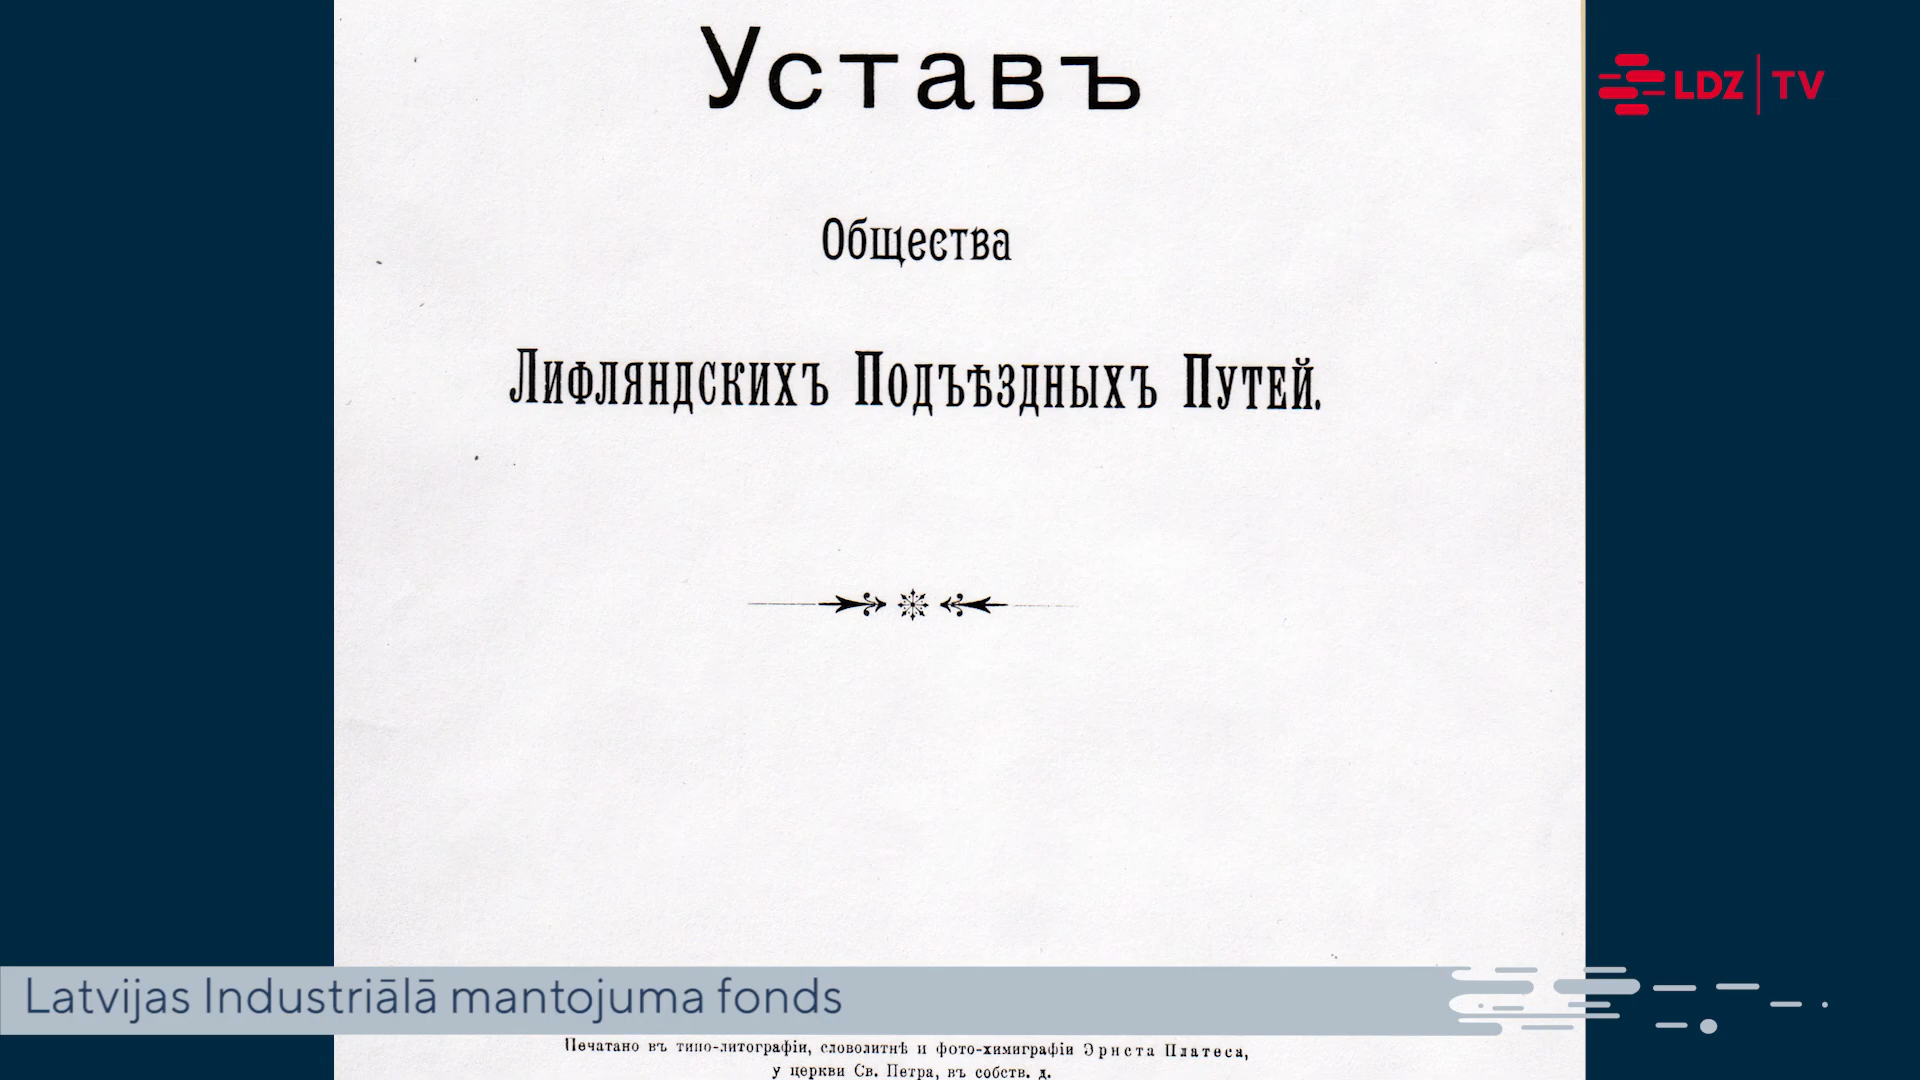 Уставъ
LDZ TV
Общества
Лифляндскихъ Подъѣздныхъ Путей.
Latvijas Industriālā mantojuma fonds
Печатано въ типо-литографіи, словолитнѣ и фото-химиграфіи Эрнста Платеса,
у церкви Св. Петра, въ собств. д.